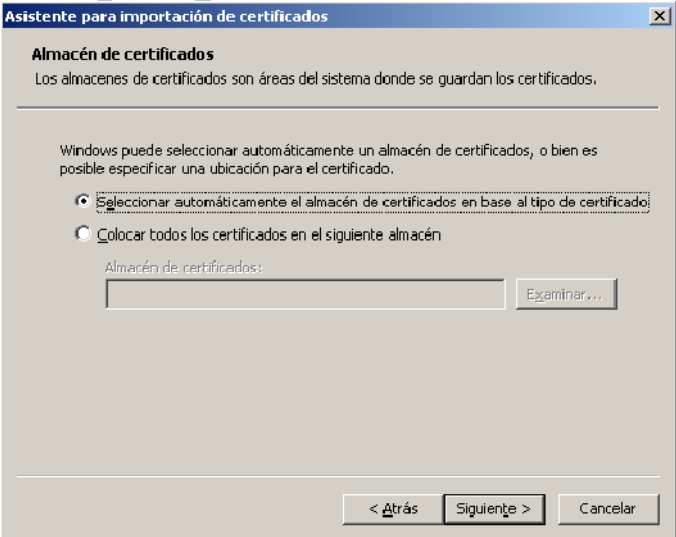 Asistente para importación de certificados
Almacén de certificados
Los almacenes de certificados son áreas del sistema donde se guardan los certificados.
Windows puede seleccionar automáticamente un almacén de certificados, o bien es
posible especificar una ubicación para el certificado.
Seleccionar automáticamente el almacén de certificados en base al tipo de certificado
Colocar todos los certificados en el siguiente almacén
Almacén de certificados:
Examinar...
< Atrás
Siguiente >
Cancelar